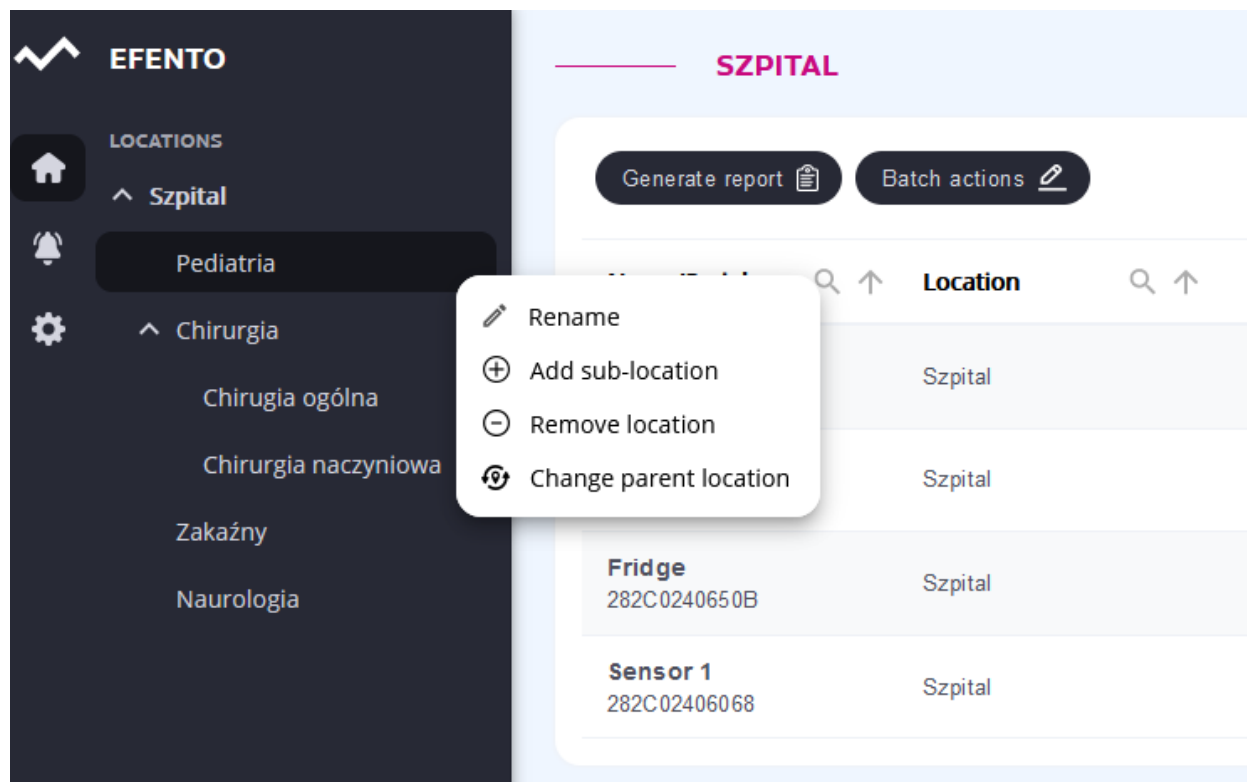 EFENTO
LOCATIONS
Szpital
Pediatria
Chirurgia
Chirugia ogólna
Chirurgia naczyniowa
Zakaźny
Naurologia
Rename
Add sub-location
Remove location
Change parent location
SZPITAL
Generate report
Batch actions
Location
Szpital
Szpital
Fridge
282C0240650B
Szpital
Sensor 1
282C02406068
Szpital